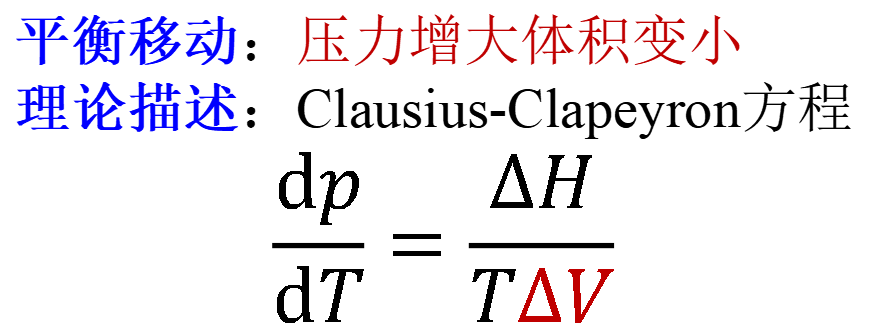 平衡移动：压力增大体积变小
理论描述：Clausius-Clapeyron方程
dp/dT = ΔH/TΔV